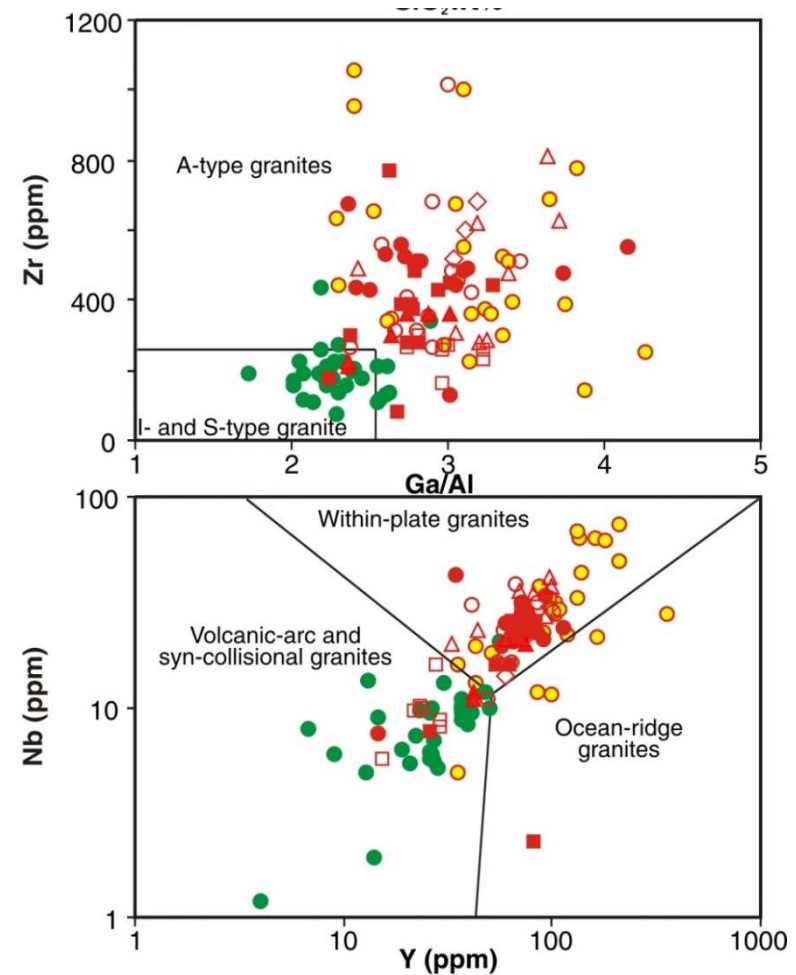 1200
800
400
0
Zr (ppm)
A-type granites
I- and S-type granite
1
2
3
4
5
Ga/Al
100
10
1
Nb (ppm)
Within-plate granites
Volcanic-arc and
syn-collisional granites
Ocean-ridge
granites
1
10
100
1000
Y (ppm)